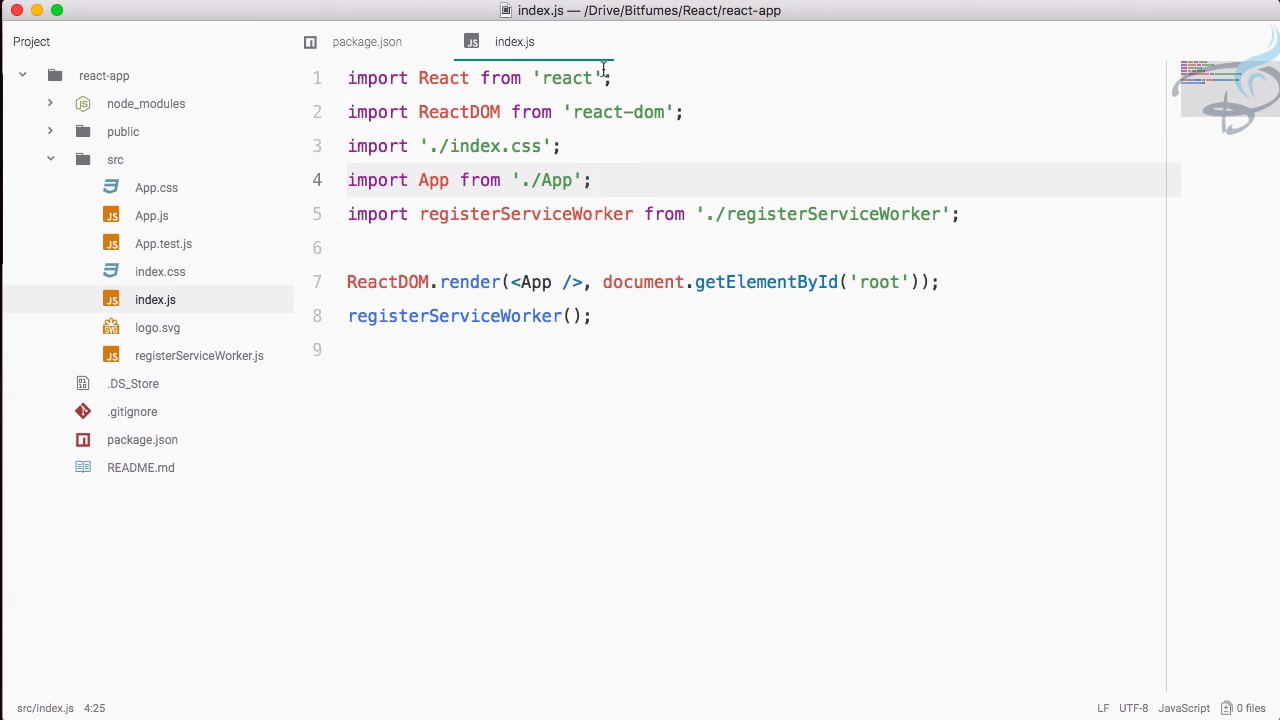 index.js — /Drive/Bitfumes/React/react-app
Project
package.json
index.js
react-app
node_modules
public
src
App.css
App.js
App.test.js
index.css
index.js
logo.svg
registerServiceWorker.js
.DS_Store
.gitignore
package.json
README.md
1 import React from 'react';
2 import ReactDOM from 'react-dom';
3 import './index.css';
4 import App from './App';
5 import registerServiceWorker from './registerServiceWorker';
6
7 ReactDOM.render(<App />, document.getElementById('root'));
8 registerServiceWorker();
9
src/index.js 4:25
LF UTF-8 JavaScript 0 files